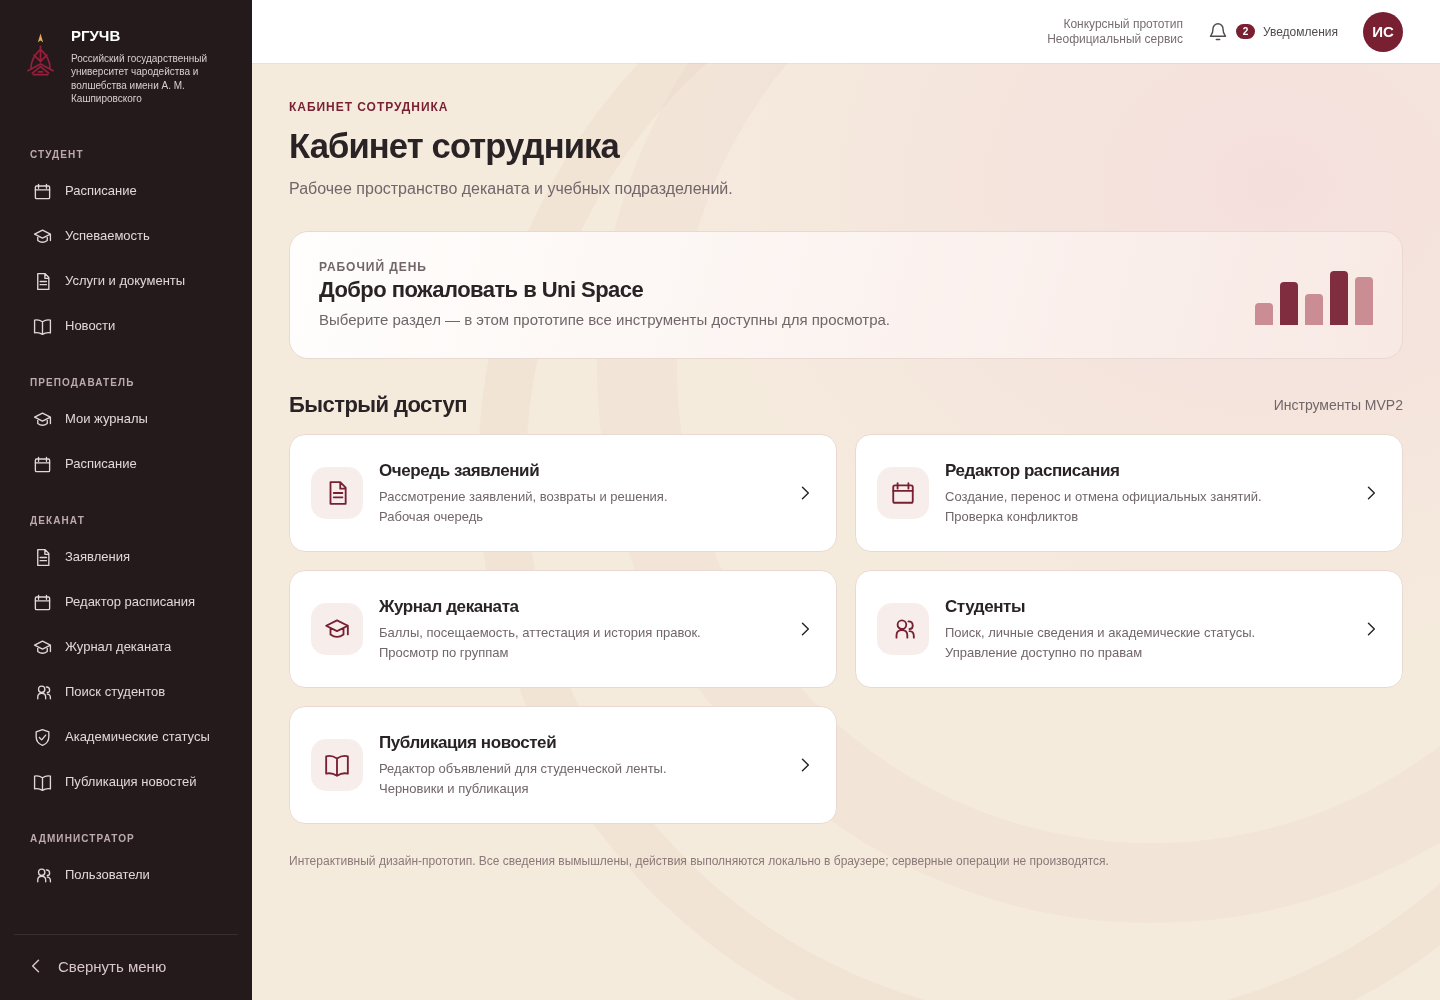 РГУЧВ
Российский государственный
университет чародейства и
волшебства имени А. М.
Кашпировского
СТУДЕНТ
Расписание
Успеваемость
Услуги и документы
Новости
ПРЕПОДАВАТЕЛЬ
Мои журналы
Расписание
ДЕКАНАТ
Заявления
Редактор расписания
Журнал деканата
Поиск студентов
Академические статусы
Публикация новостей
АДМИНИСТРАТОР
Пользователи
Свернуть меню
Конкурсный прототип
Неофициальный сервис
2 Уведомления
ИС
КАБИНЕТ СОТРУДНИКА
Кабинет сотрудника
Рабочее пространство деканата и учебных подразделений.
РАБОЧИЙ ДЕНЬ
Добро пожаловать в Uni Space
Выберите раздел — в этом прототипе все инструменты доступны для просмотра.
Быстрый доступ
Инструменты MVP2
Очередь заявлений
Рассмотрение заявлений, возвраты и решения.
Рабочая очередь
Редактор расписания
Создание, перенос и отмена официальных занятий.
Проверка конфликтов
Журнал деканата
Баллы, посещаемость, аттестация и история правок.
Просмотр по группам
Студенты
Поиск, личные сведения и академические статусы.
Управление доступно по правам
Публикация новостей
Редактор объявлений для студенческой ленты.
Черновики и публикация
Интерактивный дизайн-прототип. Все сведения вымышлены, действия выполняются локально в браузере; серверные операции не производятся.